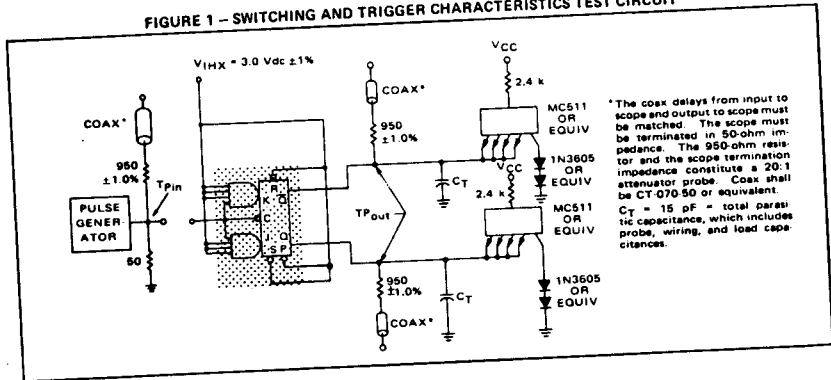 FIGURE 1 – SWITCHING AND TRIGGER CHARACTERISTICS TEST CIRCUIT
VIHX = 3.0 Vdc ±1%
COAX*
950
±1.0%
TPin
PULSE
GENER-
ATOR
50
R
K
Q
C
J
Q
S P
COAX*
950
±1.0%
TPout
CT
950
±1.0%
COAX*
CT
VCC
2.4 k
MC511
OR
EQUIV
1N3605
OR
EQUIV
VCC
2.4 k
MC511
OR
EQUIV
1N3605
OR
EQUIV
*The coax delays from input to
scope and output to scope must
be matched. The scope must
be terminated in 50-ohm im-
pedance. The 950-ohm resis-
tor and the scope termination
impedance constitute a 20:1
attenuator probe. Coax shall
be CT-070-50 or equivalent.
CT = 15 pF = total parasi-
tic capacitance, which includes
probe, wiring, and load capa-
citances.